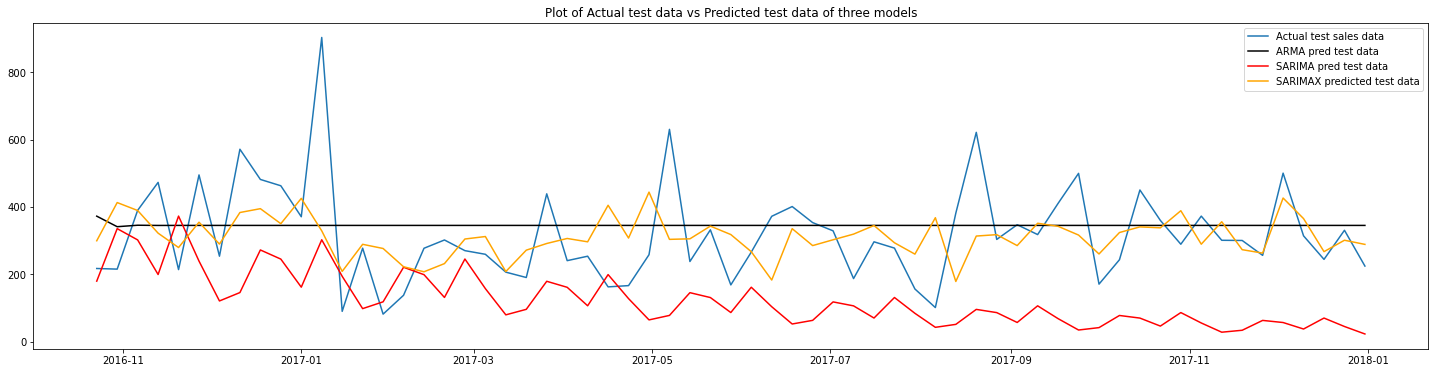 Plot of Actual test data vs Predicted test data of three models
Actual test sales data
ARMA pred test data
SARIMA pred test data
SARIMAX predicted test data
800
600
400
200
0
2016-11
2017-01
2017-03
2017-05
2017-07
2017-09
2017-11
2018-01